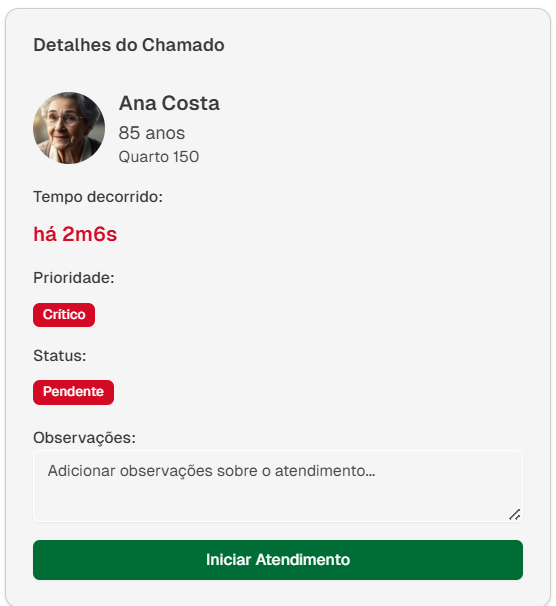 Detalhes do Chamado
Ana Costa
85 anos
Quarto 150
Tempo decorrido:
há 2m6s
Prioridade:
Crítico
Status:
Pendente
Observações:
Adicionar observações sobre o atendimento...
Iniciar Atendimento